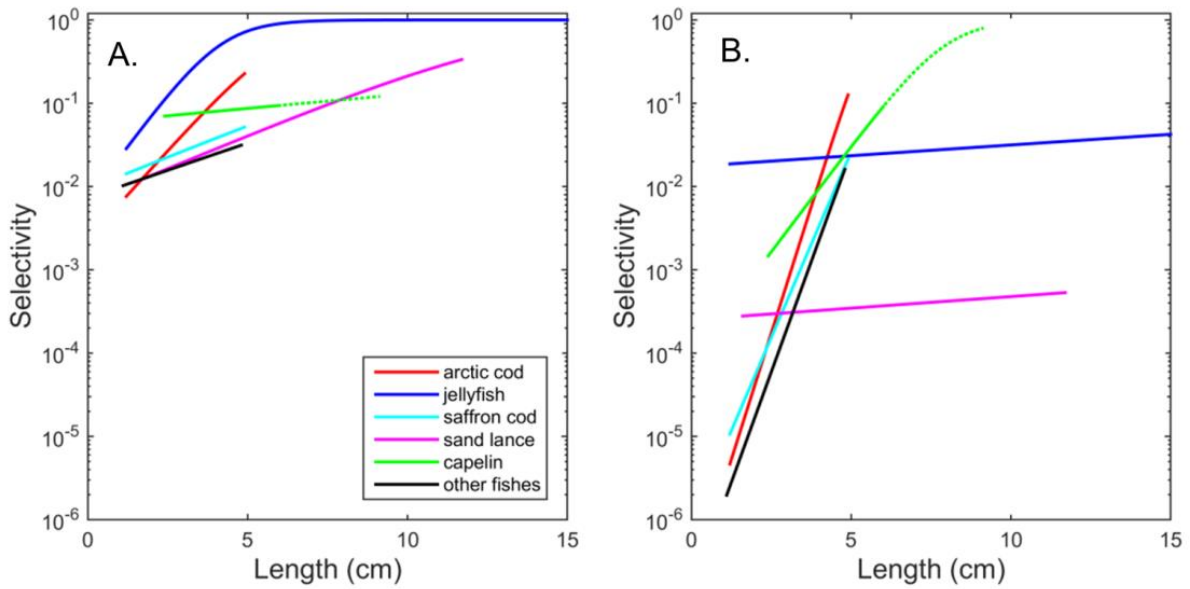 A.
10^0
10^-1
10^-2
10^-3
10^-4
10^-5
10^-6
Selectivity
arctic cod
jellyfish
saffron cod
sand lance
capelin
other fishes
0 5 10 15
Length (cm)
B.
10^0
10^-1
10^-2
10^-3
10^-4
10^-5
10^-6
Selectivity
0 5 10 15
Length (cm)